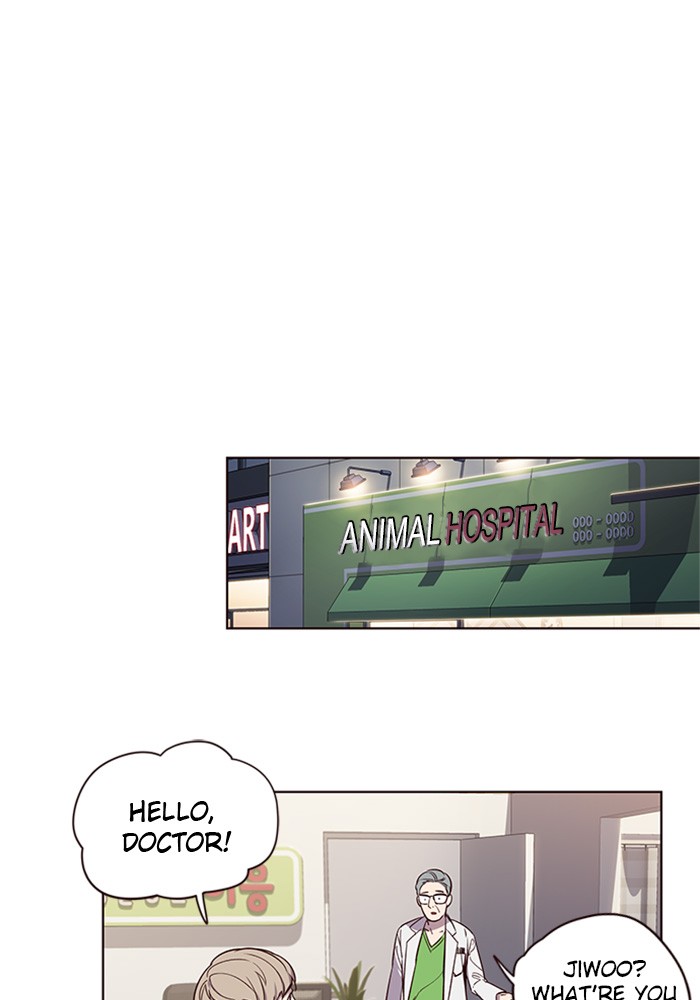 ART
ANIMAL HOSPITAL 000 - 0000
000 - 0000
HELLO,
DOCTOR!
JIWOO?
WHAT'RE YOU